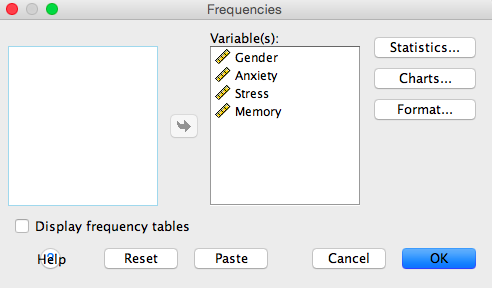 Frequencies
Variable(s):
Gender
Anxiety
Stress
Memory
Statistics...
Charts...
Format...
Display frequency tables
Help
Reset
Paste
Cancel
OK